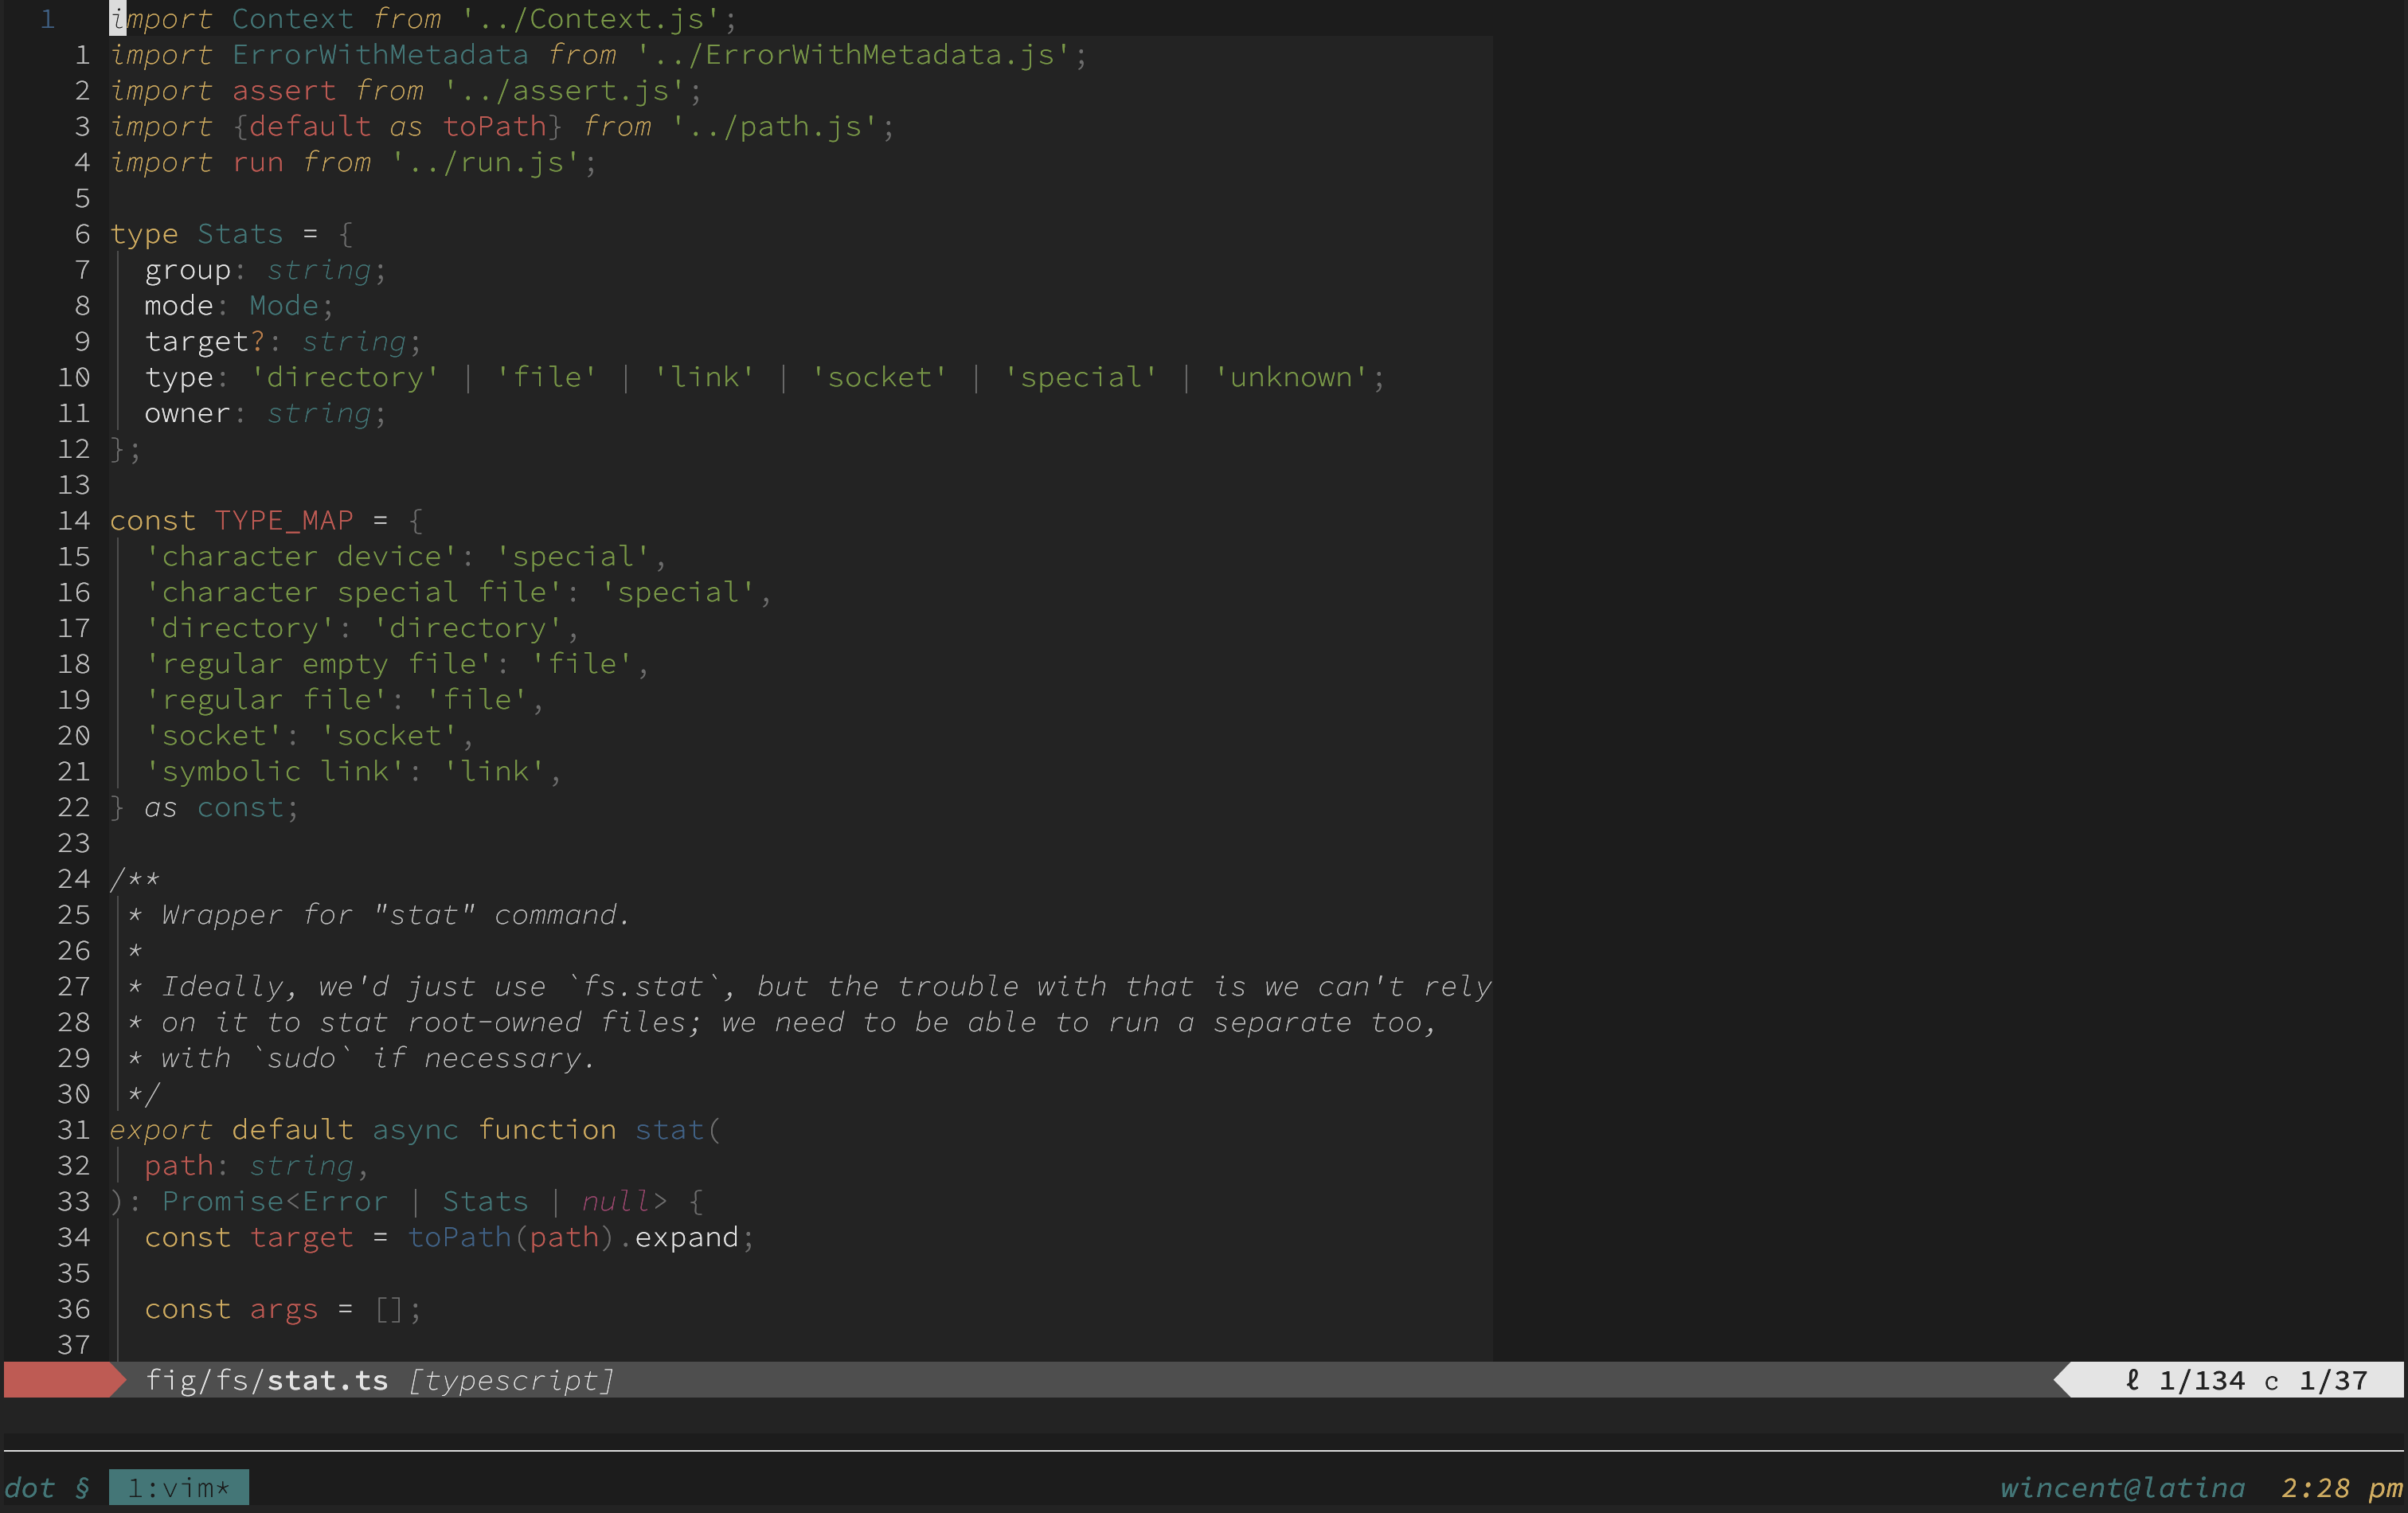 1 import Context from '../Context.js';
1 import ErrorWithMetadata from '../ErrorWithMetadata.js';
2 import assert from '../assert.js';
3 import {default as toPath} from '../path.js';
4 import run from '../run.js';
5
6 type Stats = {
7 group: string;
8 mode: Mode;
9 target?: string;
10 type: 'directory' | 'file' | 'link' | 'socket' | 'special' | 'unknown';
11 owner: string;
12 };
13
14 const TYPE_MAP = {
15 'character device': 'special',
16 'character special file': 'special',
17 'directory': 'directory',
18 'regular empty file': 'file',
19 'regular file': 'file',
20 'socket': 'socket',
21 'symbolic link': 'link',
22 } as const;
23
24 /**
25 * Wrapper for "stat" command.
26 *
27 * Ideally, we'd just use `fs.stat`, but the trouble with that is we can't rely
28 * on it to stat root-owned files; we need to be able to run a separate too,
29 * with `sudo` if necessary.
30 */
31 export default async function stat(
32 path: string,
33 ): Promise<Error | Stats | null> {
34 const target = toPath(path).expand;
35
36 const args = [];
37
fig/fs/stat.ts [typescript] ℓ 1/134 c 1/37
dot § 1:vim* wincent@latina 2:28 pm